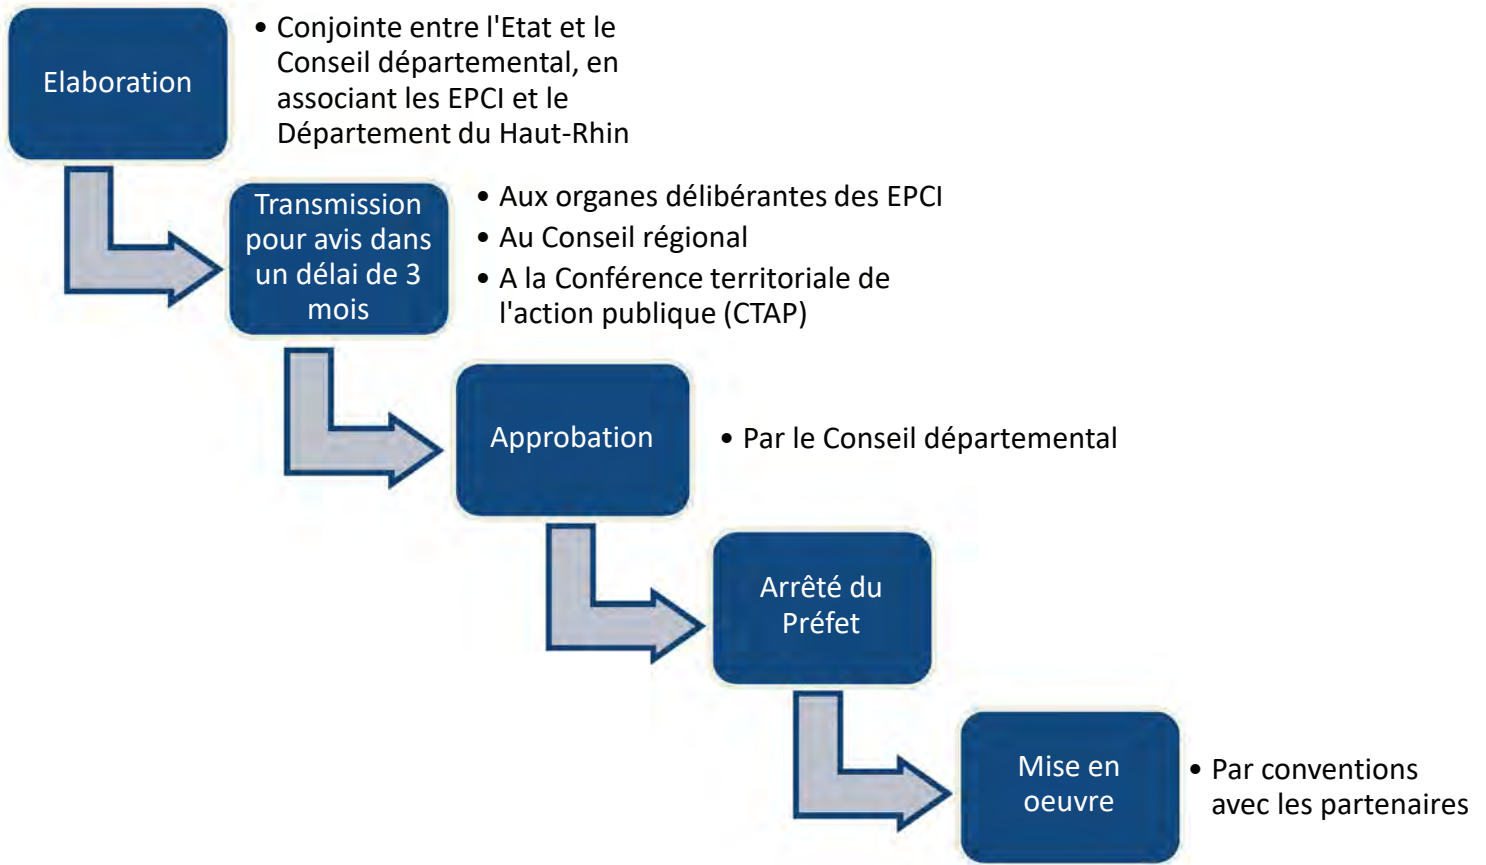 Elaboration
• Conjointe entre l'Etat et le
Conseil départemental, en
associant les EPCI et le
Département du Haut-Rhin
Transmission
pour avis dans
un délai de 3
mois
• Aux organes délibérantes des EPCI
• Au Conseil régional
• A la Conférence territoriale de
l'action publique (CTAP)
Approbation
• Par le Conseil départemental
Arrêté du
Préfet
Mise en
oeuvre
• Par conventions
avec les partenaires